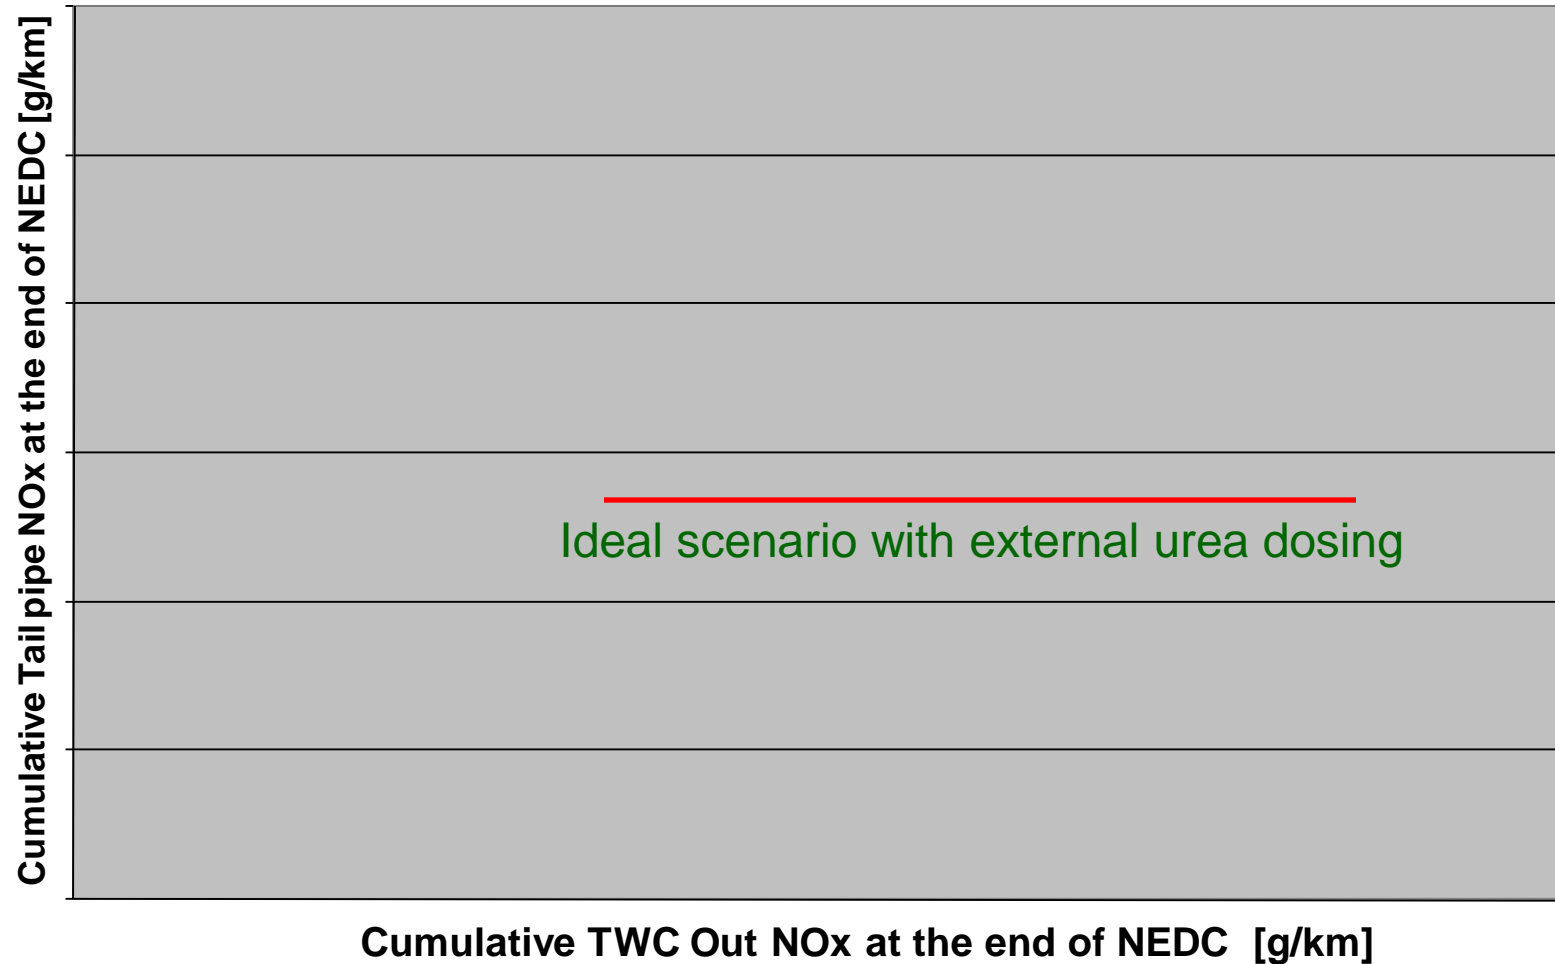 Cumulative Tail pipe NOx at the end of NEDC [g/km]
Ideal scenario with external urea dosing
Cumulative TWC Out NOx at the end of NEDC [g/km]